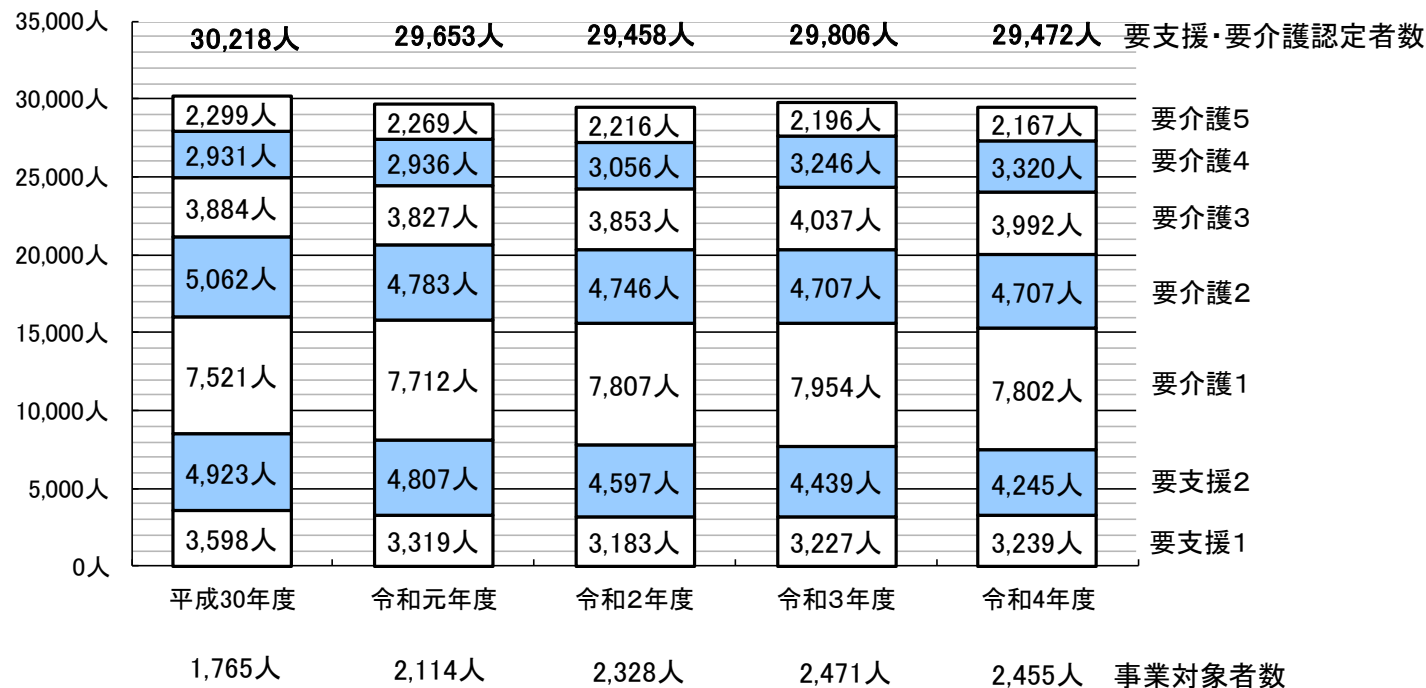 35,000人
30,218人 29,653人 29,458人 29,806人 29,472人 要支援・要介護認定者数
30,000人
2,299人 2,269人 2,216人 2,196人 2,167人 要介護5
2,931人 2,936人 3,056人 3,246人 3,320人 要介護4
25,000人
3,884人 3,827人 3,853人 4,037人 3,992人 要介護3
20,000人
5,062人 4,783人 4,746人 4,707人 4,707人 要介護2
15,000人
7,521人 7,712人 7,807人 7,954人 7,802人 要介護1
10,000人
4,923人 4,807人 4,597人 4,439人 4,245人 要支援2
5,000人
3,598人 3,319人 3,183人 3,227人 3,239人 要支援1
0人
平成30年度 令和元年度 令和2年度 令和3年度 令和4年度
1,765人 2,114人 2,328人 2,471人 2,455人 事業対象者数